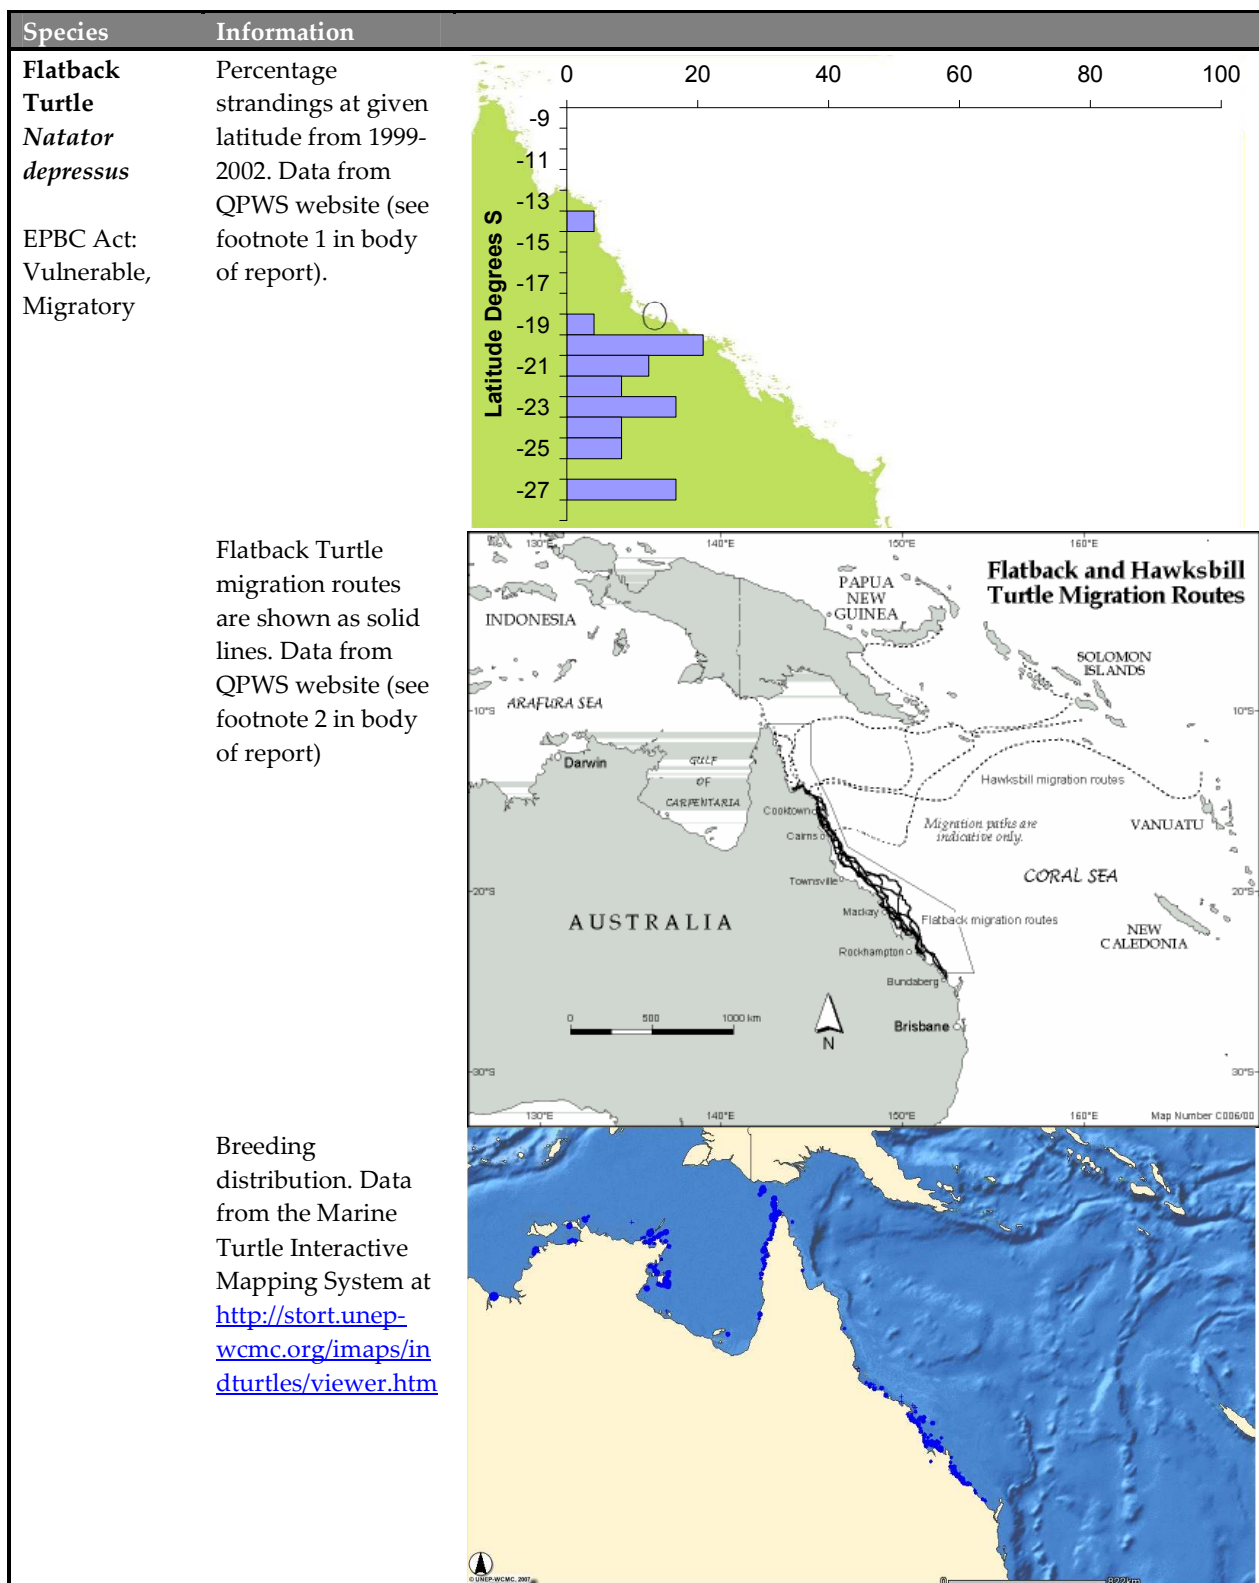 Species Information
Flatback
Turtle
Natator
depressus
EPBC Act:
Vulnerable,
Migratory
Percentage
strandings at given
latitude from 1999-
2002. Data from
QPWS website (see
footnote 1 in body
of report).
0 20 40 60 80 100
Latitude Degrees S
-9
-11
-13
-15
-17
-19
-21
-23
-25
-27
Flatback Turtle
migration routes
are shown as solid
lines. Data from
QPWS website (see
footnote 2 in body
of report)
130°E 140°E 150°E 160°E
Flatback and Hawksbill
Turtle Migration Routes
PAPUA
NEW
GUINEA
INDONESIA
SOLOMON
ISLANDS
ARAFURA SEA
10°S 10°S
Darwin
GULF
OF
CARPENTARIA
Hawksbill migration routes
Cooktown
Cairns
Migration paths are
indicative only.
VANUATU
CORAL SEA
Townsville
20°S 20°S
Mackay
Flatback migration routes
AUSTRALIA
NEW
CALEDONIA
Rockhampton
Bundaberg
0 500 1000 km
N
Brisbane
30°S 30°S
130°E 140°E 150°E 160°E Map Number C006/00
Breeding
distribution. Data
from the Marine
Turtle Interactive
Mapping System at
http://stort.unep-
wcmc.org/imaps/in
dturtles/viewer.htm
© UNEP-WCMC, 2007
0 822km